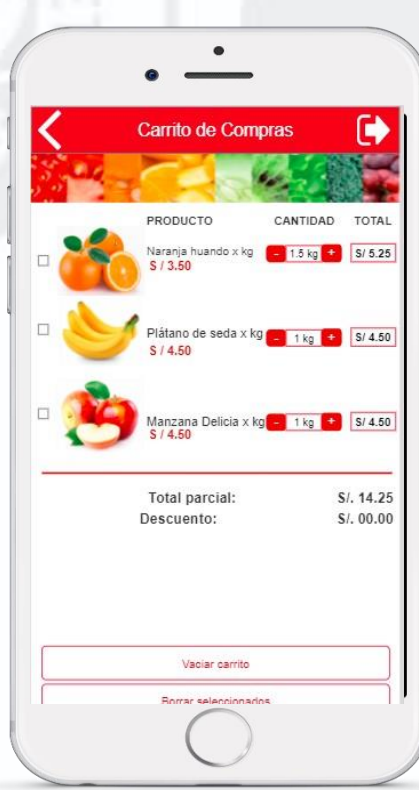 Carrito de Compras
PRODUCTO CANTIDAD TOTAL
Naranja huando x kg - 1.5 kg + S/ 5.25
S / 3.50
Plátano de seda x kg - 1 kg + S/ 4.50
S / 4.50
Manzana Delicia x kg - 1 kg + S/ 4.50
S / 4.50
Total parcial: S/. 14.25
Descuento: S/. 00.00
Vaciar carrito
Borrar seleccionados